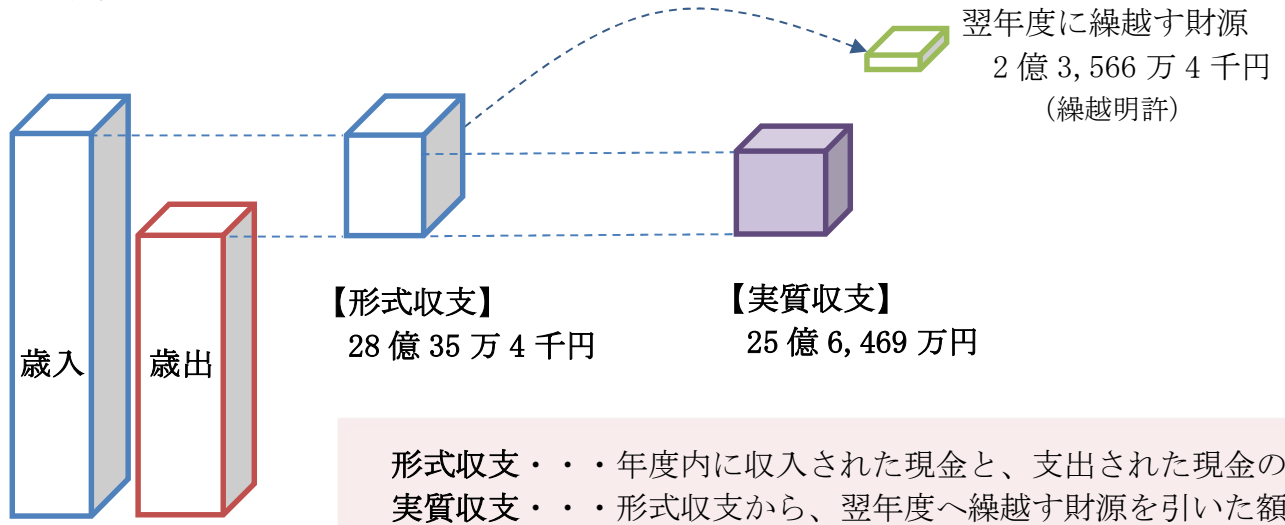 翌年度に繰越す財源
2億3,566万4千円
(繰越明許)
【形式収支】
28億35万4千円
【実質収支】
25億6,469万円
歳入
歳出
形式収支・・・年度内に収入された現金と、支出された現金の
実質収支・・・形式収支から、翌年度へ繰越す財源を引いた額